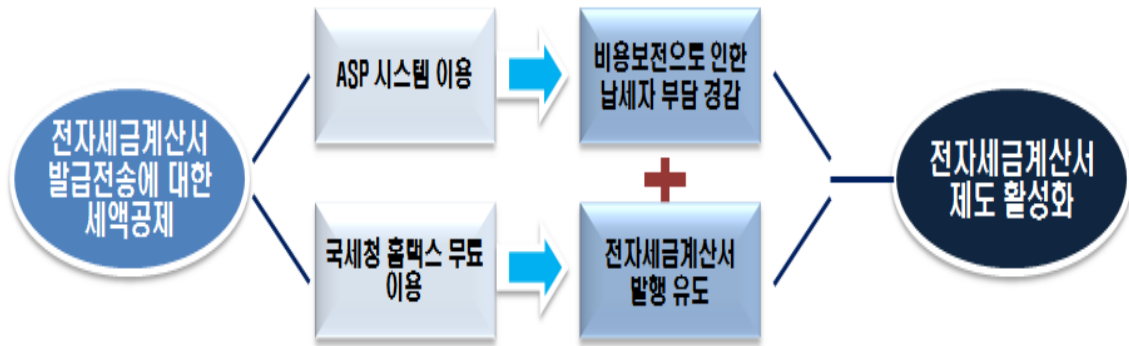 전자세금계산서
발급전송에 대한
세액공제
ASP 시스템 이용
비용보전으로 인한
납세자 부담 경감
국세청 홈택스 무료
이용
전자세금계산서
발행 유도
전자세금계산서
제도 활성화